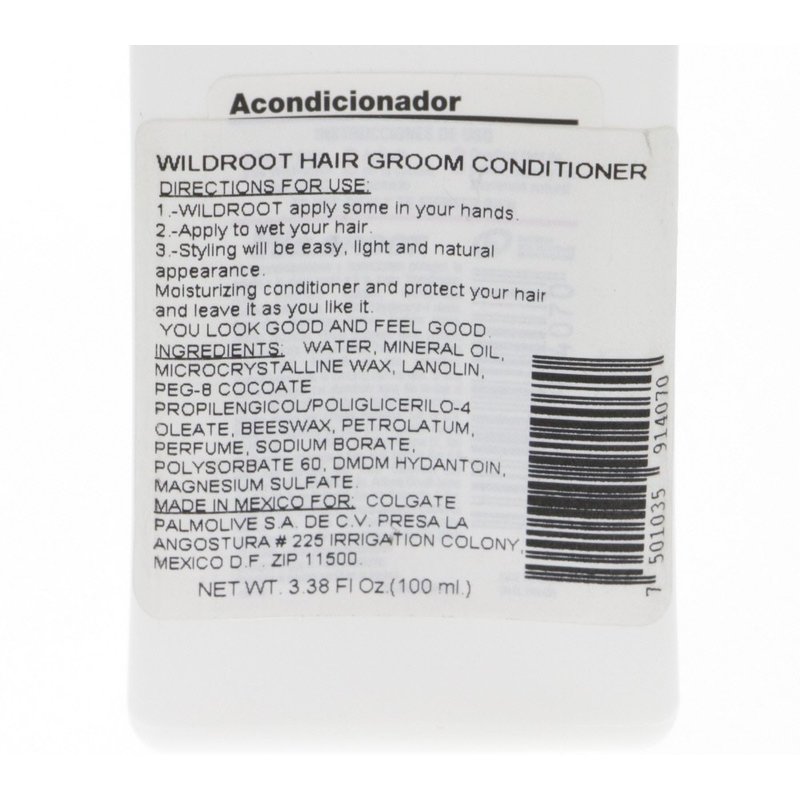 Acondicionador
WILDROOT HAIR GROOM CONDITIONER
DIRECTIONS FOR USE:
1.-WILDROOT apply some in your hands.
2.-Apply to wet your hair.
3.-Styling will be easy, light and natural
appearance.
Moisturizing conditioner and protect your hair
and leave it as you like it.
YOU LOOK GOOD AND FEEL GOOD
INGREDIENTS: WATER, MINERAL OIL,
MICROCRYSTALLINE WAX, LANOLIN,
PEG-8 COCOATE
PROPILENGICOL/POLIGLICERILO-4
OLEATE, BEESWAX, PETROLATUM,
PERFUME, SODIUM BORATE,
POLYSORBATE 60, DMDM HYDANTOIN,
MAGNESIUM SULFATE.
MADE IN MEXICO FOR: COLGATE
PALMOLIVE S.A. DE C.V. PRESA LA
ANGOSTURA # 225 IRRIGATION COLONY,
MEXICO D.F. ZIP 11500.
NET WT. 3.38 Fl Oz.(100 ml.)
7 501035 914070